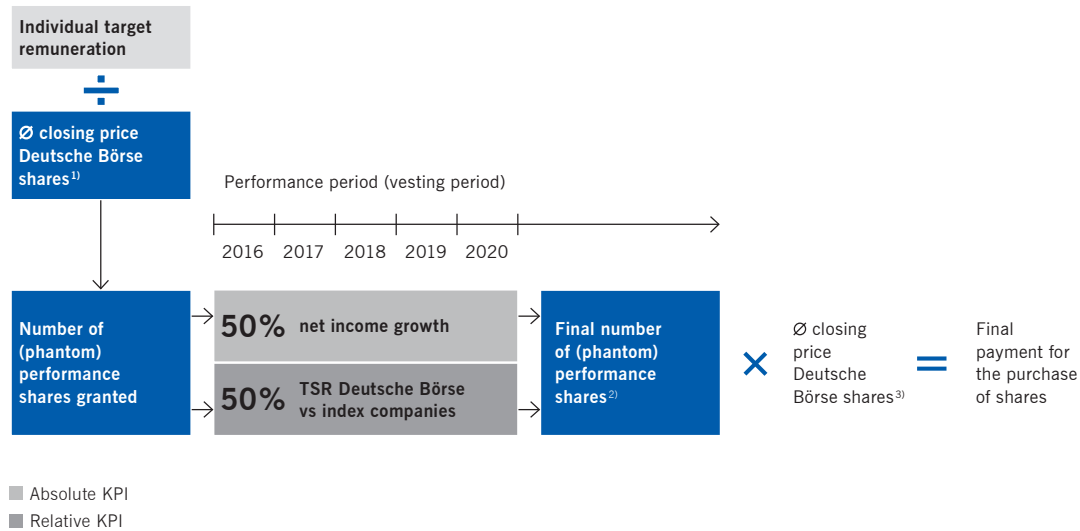 Individual target
remuneration
÷
Ø closing price
Deutsche Börse
shares1)
Performance period (vesting period)
2016 2017 2018 2019 2020
Number of
(phantom)
performance
shares granted
50% net income growth
50% TSR Deutsche Börse
vs index companies
Final number
of (phantom)
performance
shares2)
×
Ø closing
price
Deutsche
Börse shares3)
=
Final
payment for
the purchase
of shares
Absolute KPI
Relative KPI